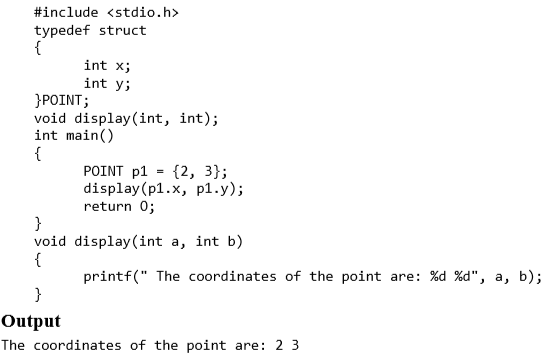 #include <stdio.h>
typedef struct
{
int x;
int y;
}POINT;
void display(int, int);
int main()
{
POINT p1 = {2, 3};
display(p1.x, p1.y);
return 0;
}
void display(int a, int b)
{
printf(" The coordinates of the point are: %d %d", a, b);
}
Output
The coordinates of the point are: 2 3